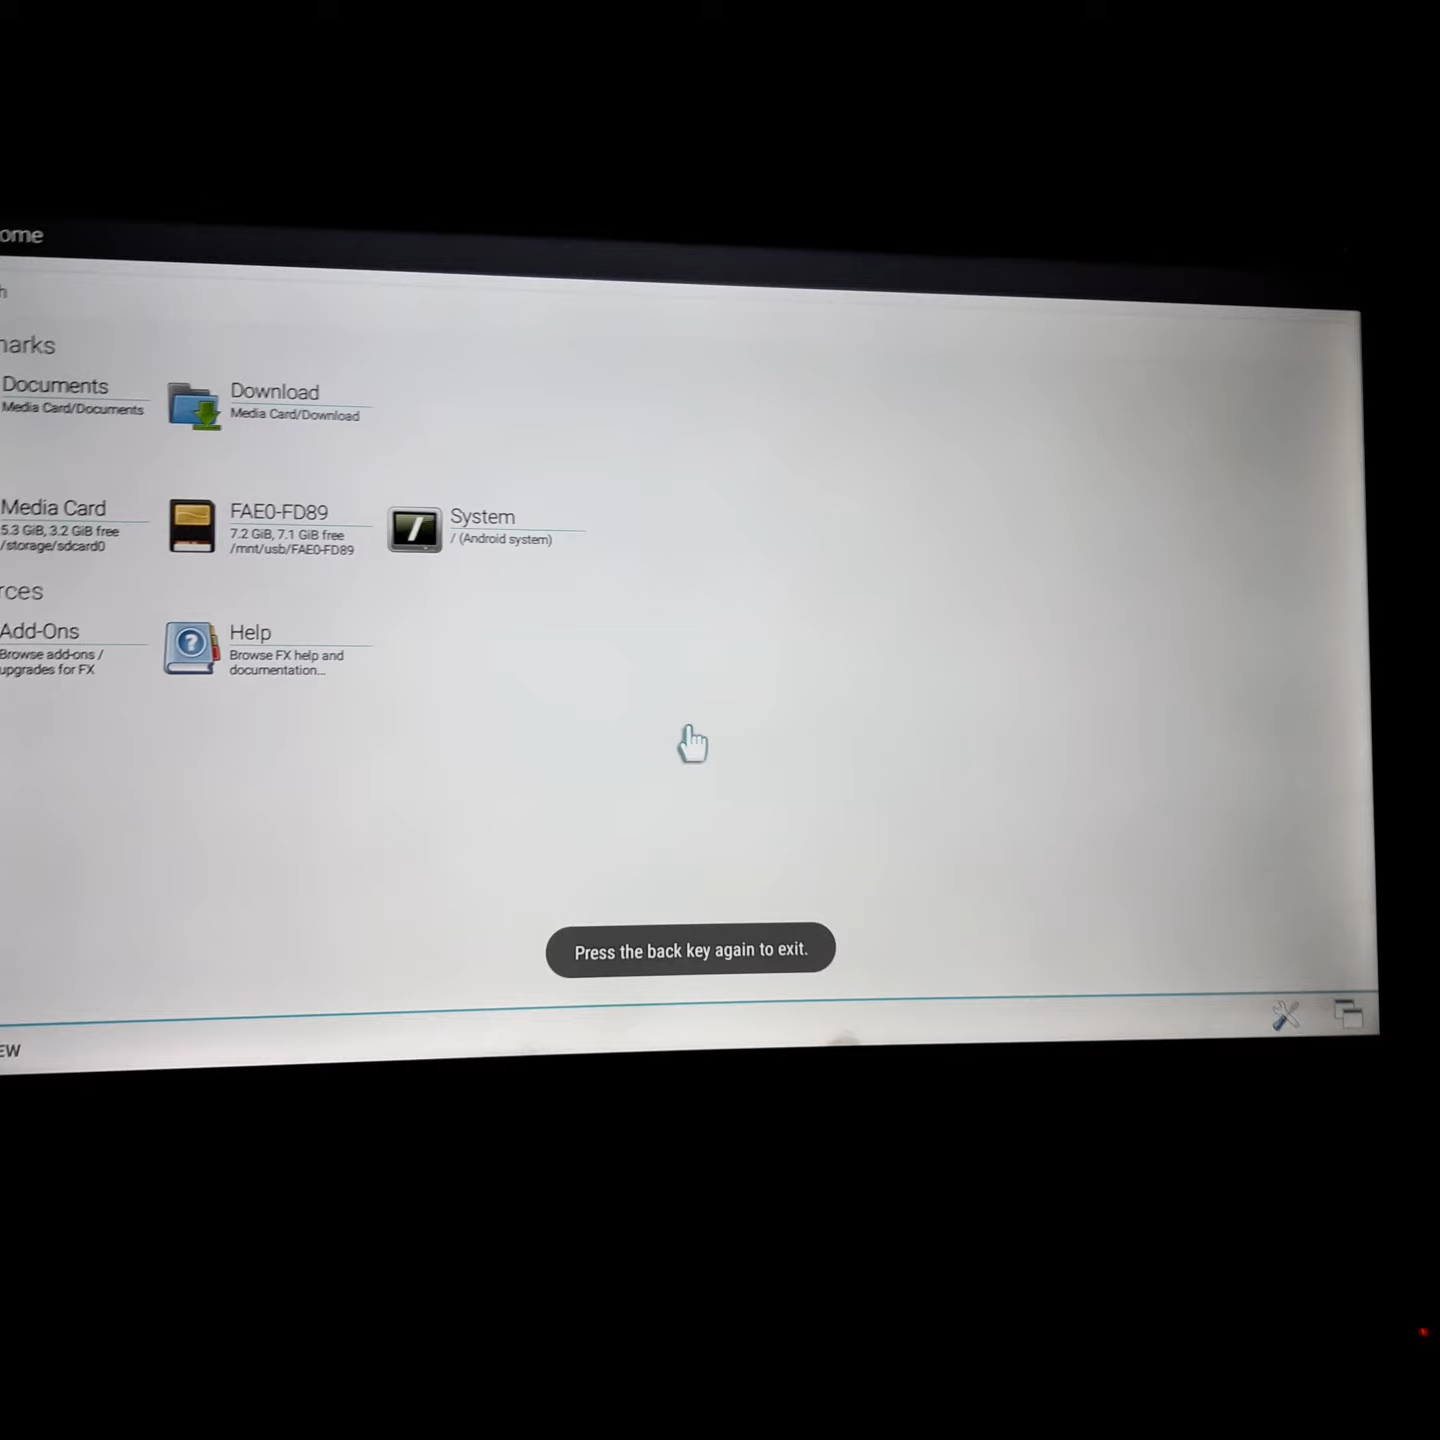 ome
h
marks
Documents
Media Card/Documents
Download
Media Card/Download
Media Card
5.3 GiB, 3.2 GiB free
/storage/sdcard0
FAE0-FD89
7.2 GiB, 7.1 GiB free
/mnt/usb/FAE0-FD89
System
/ (Android system)
rces
Add-Ons
Browse add-ons /
upgrades for FX
Help
Browse FX help and
documentation...
Press the back key again to exit.
EW